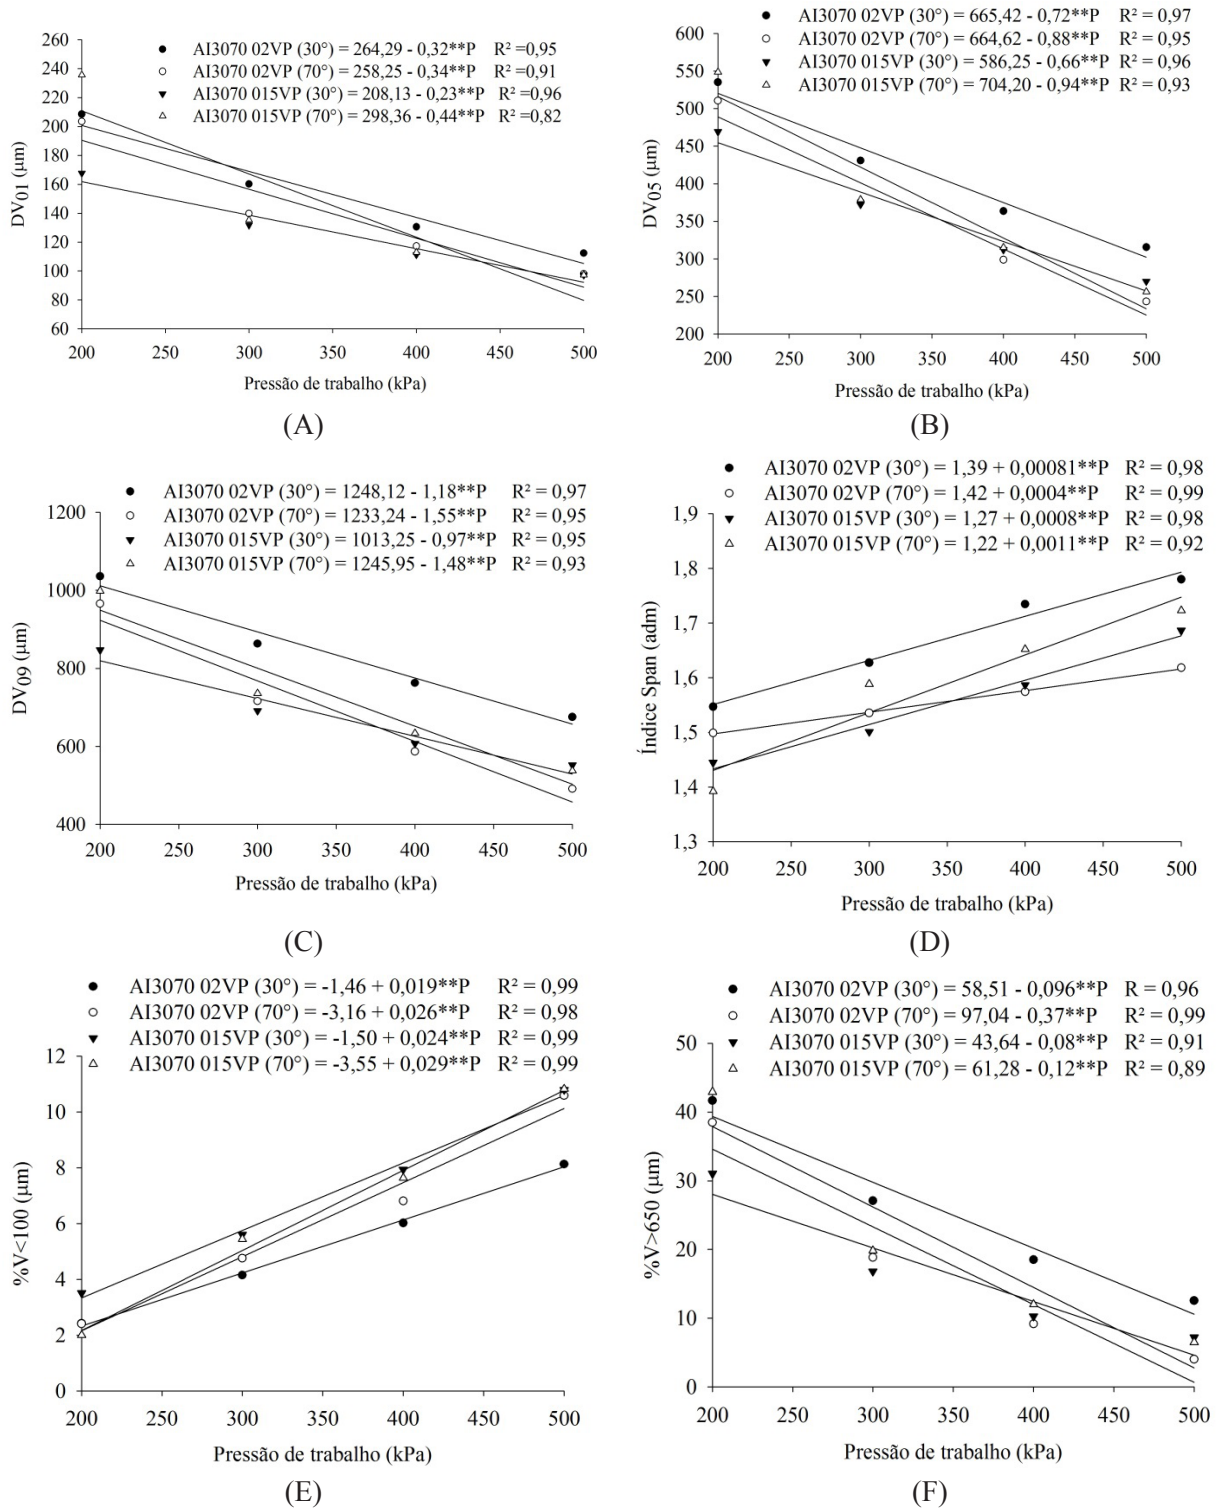 AI3070 02VP (30°) = 264,29 - 0,32**P R² =0,95
AI3070 02VP (70°) = 258,25 - 0,34**P R² =0,91
AI3070 015VP (30°) = 208,13 - 0,23**P R² =0,96
AI3070 015VP (70°) = 298,36 - 0,44**P R² =0,82
260
240
220
200
180
160
140
120
100
80
60
DV01 (µm)
200 250 300 350 400 450 500
Pressão de trabalho (kPa)
(A)
AI3070 02VP (30°) = 665,42 - 0,72**P R² = 0,97
AI3070 02VP (70°) = 664,62 - 0,88**P R² = 0,95
AI3070 015VP (30°) = 586,25 - 0,66**P R² = 0,96
AI3070 015VP (70°) = 704,20 - 0,94**P R² = 0,93
600
550
500
450
400
350
300
250
200
DV05 (µm)
200 250 300 350 400 450 500
Pressão de trabalho (kPa)
(B)
AI3070 02VP (30°) = 1248,12 - 1,18**P R² = 0,97
AI3070 02VP (70°) = 1233,24 - 1,55**P R² = 0,95
AI3070 015VP (30°) = 1013,25 - 0,97**P R² = 0,95
AI3070 015VP (70°) = 1245,95 - 1,48**P R² = 0,93
1200
1000
800
600
400
DV09 (µm)
200 250 300 350 400 450 500
Pressão de trabalho (kPa)
(C)
AI3070 02VP (30°) = 1,39 + 0,00081**P R² = 0,98
AI3070 02VP (70°) = 1,42 + 0,0004**P R² = 0,99
AI3070 015VP (30°) = 1,27 + 0,0008**P R² = 0,98
AI3070 015VP (70°) = 1,22 + 0,0011**P R² = 0,92
1,9
1,8
1,7
1,6
1,5
1,4
1,3
Índice Span (adm)
200 250 300 350 400 450 500
Pressão de trabalho (kPa)
(D)
AI3070 02VP (30°) = -1,46 + 0,019**P R² = 0,99
AI3070 02VP (70°) = -3,16 + 0,026**P R² = 0,98
AI3070 015VP (30°) = -1,50 + 0,024**P R² = 0,99
AI3070 015VP (70°) = -3,55 + 0,029**P R² = 0,99
12
10
8
6
4
2
0
%V<100 (µm)
200 250 300 350 400 450 500
Pressão de trabalho (kPa)
(E)
AI3070 02VP (30°) = 58,51 - 0,096**P R = 0,96
AI3070 02VP (70°) = 97,04 - 0,37**P R² = 0,99
AI3070 015VP (30°) = 43,64 - 0,08**P R² = 0,91
AI3070 015VP (70°) = 61,28 - 0,12**P R² = 0,89
50
40
30
20
10
0
%V>650 (µm)
200 250 300 350 400 450 500
Pressão de trabalho (kPa)
(F)